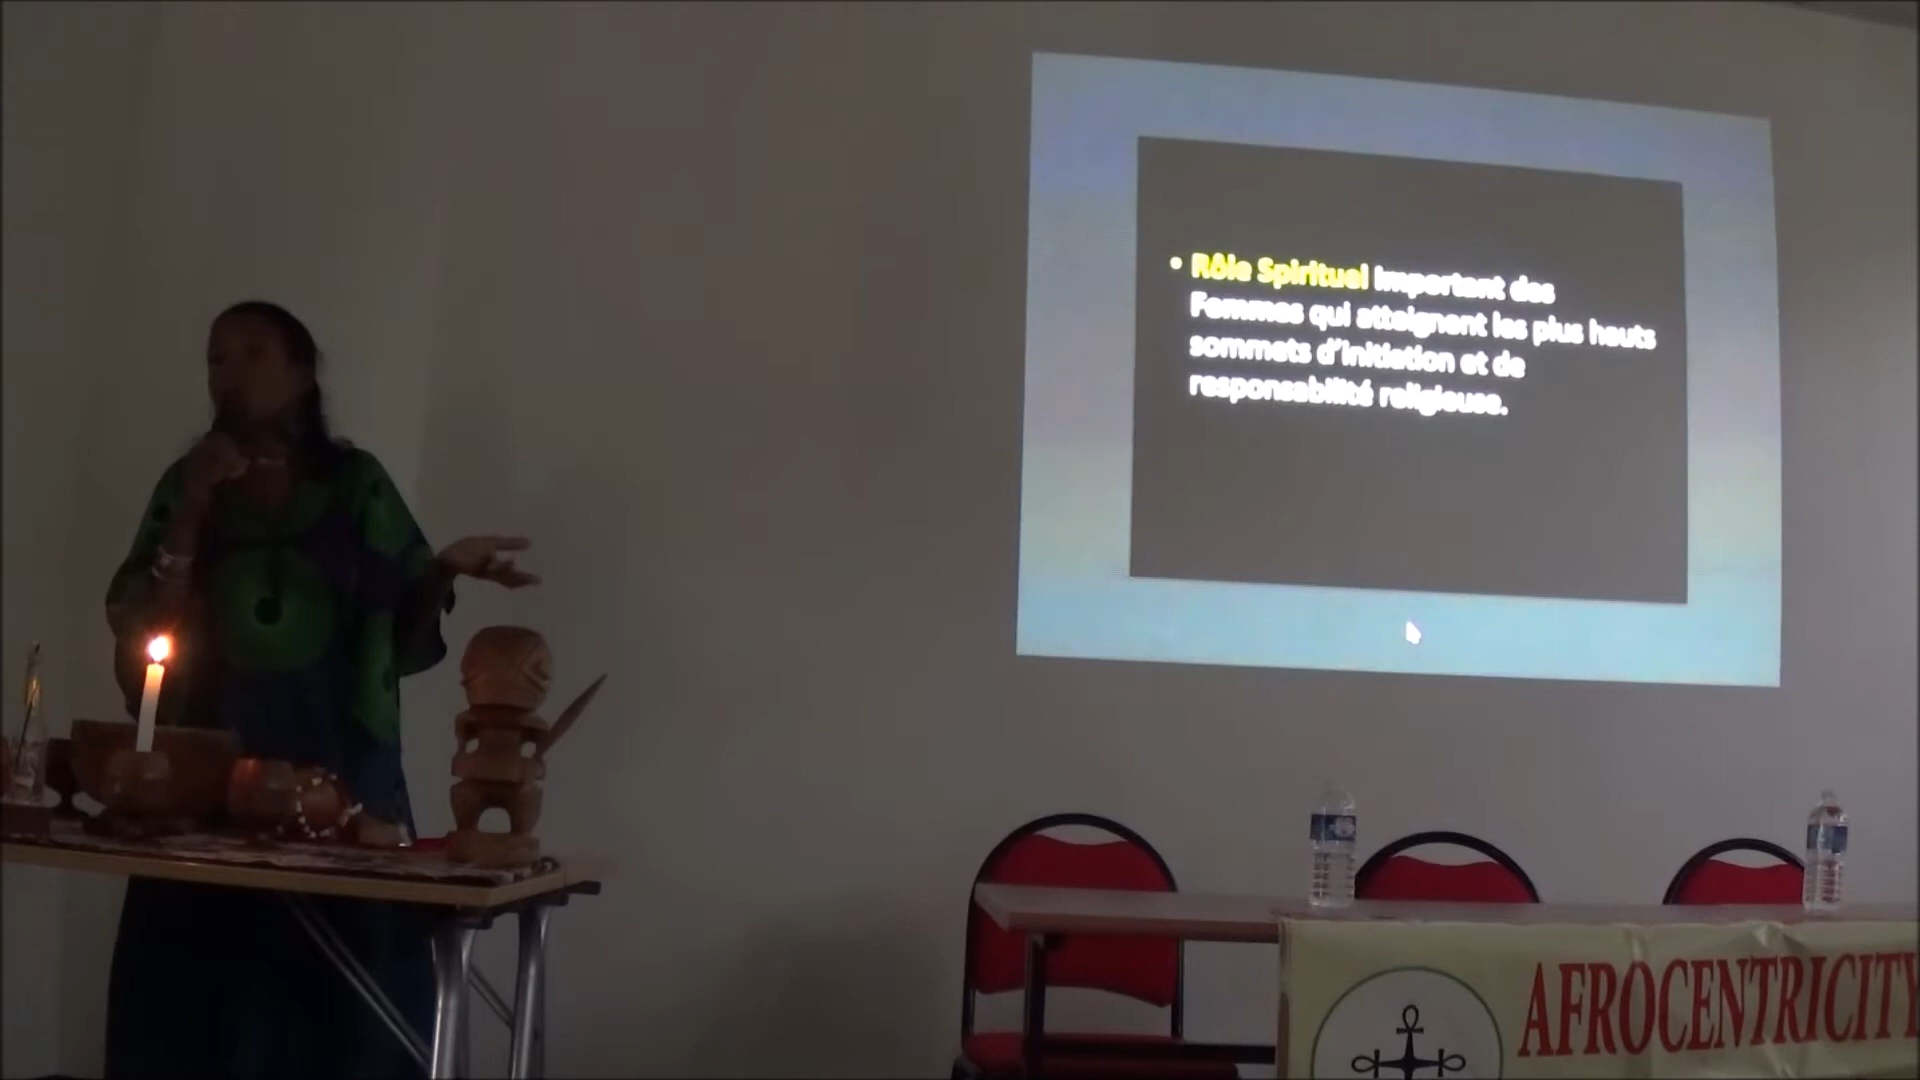 • Rôle Spirituel important des
Femmes qui atteignent les plus hauts
sommets d'initiation et de
responsabilité religieuse.
AFROCENTRICITY